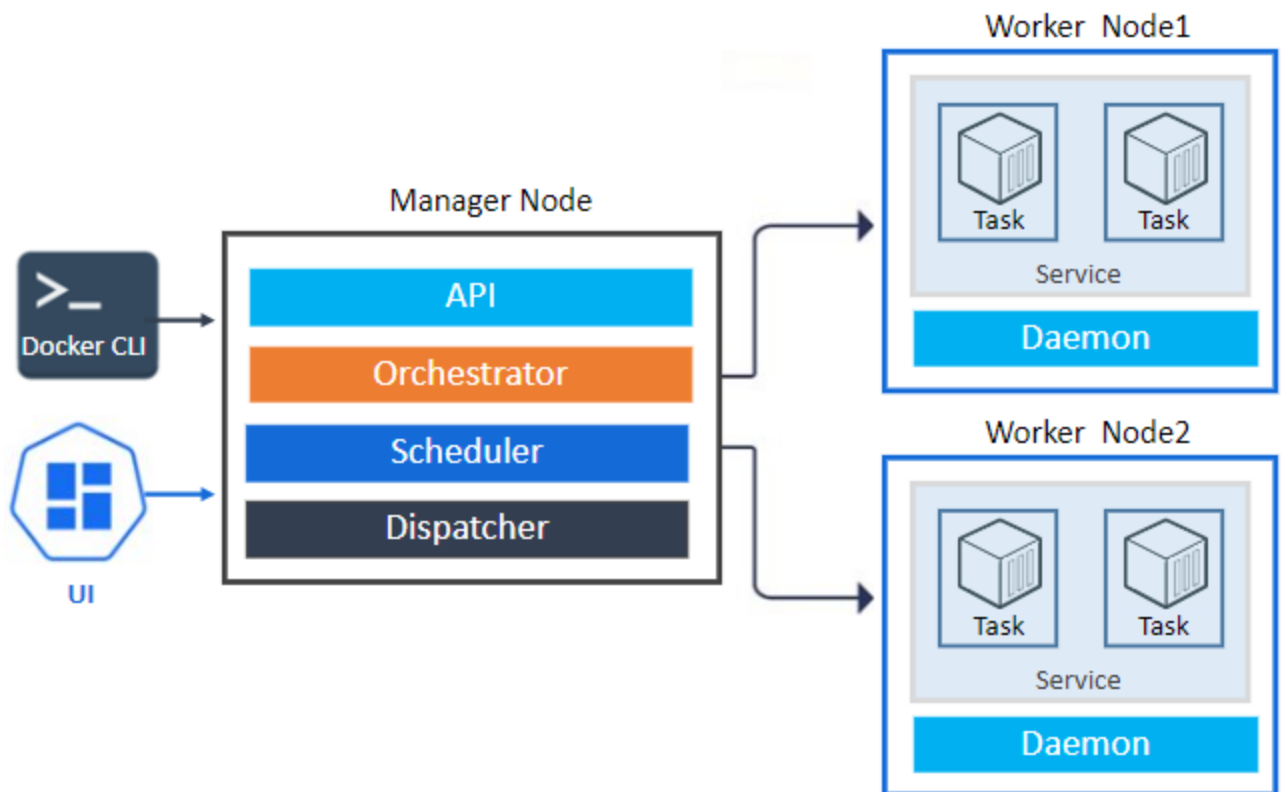 Worker Node1
Task
Task
Service
Daemon
Manager Node
API
Orchestrator
Scheduler
Dispatcher
>_
Docker CLI
UI
Worker Node2
Task
Task
Service
Daemon